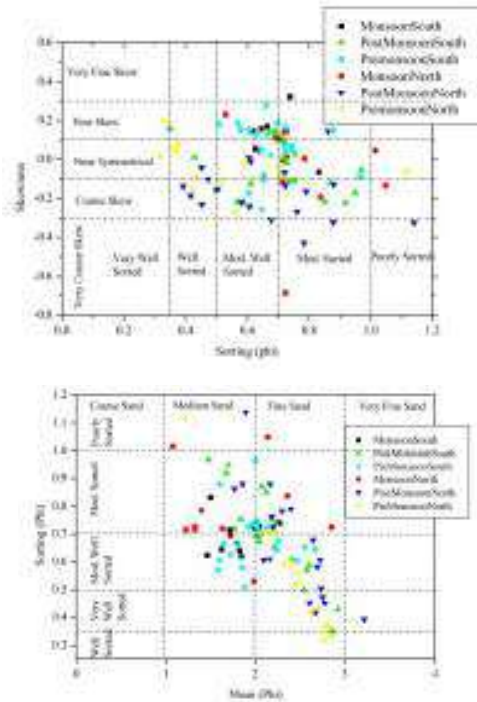 MonsoonSouth
PostMonsoonSouth
PremonsoonSouth
MonsoonNorth
PostMonsoonNorth
PremonsoonNorth
0.6
0.4
0.2
0.0
-0.2
-0.4
-0.6
-0.8
Very Fine Skew
Fine Skew
Near Symmetrical
Coarse Skew
Very Coarse Skew
Very Well
Sorted
Well
Sorted
Mod. Well
Sorted
Mod. Sorted
Poorly Sorted
Skewness
0.0 0.2 0.4 0.6 0.8 1.0 1.2
Sorting (phi)
1.2
1.1
1.0
0.9
0.8
0.7
0.6
0.5
0.4
0.3
0.2
Coarse Sand Medium Sand Fine Sand Very Fine Sand
Poorly
Sorted
Mod. Sorted
Mod. Well
Sorted
Very
Well
Sorted
Well
Sorted
MonsoonSouth
PostMonsoonSouth
PreMonsoonSouth
MonsoonNorth
PostMonsoonNorth
PreMonsoonNorth
Sorting (Phi)
0 1 2 3 4
Mean (Phi)